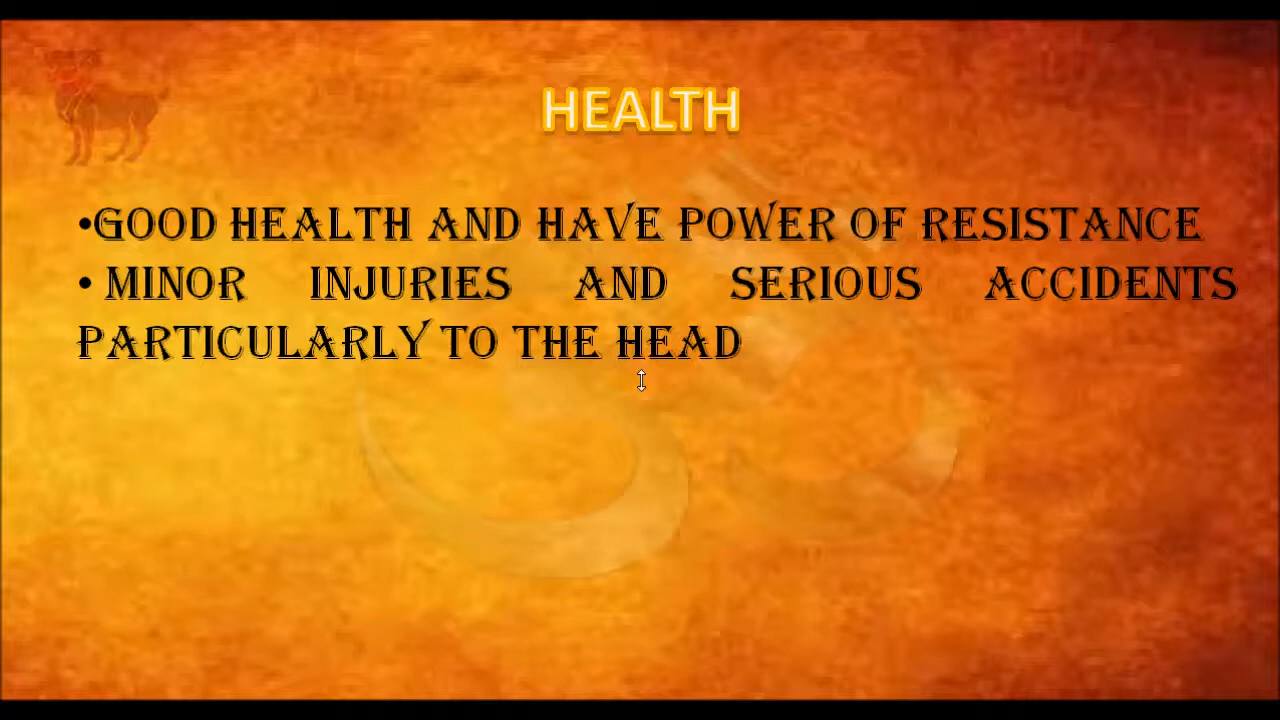 HEALTH
•GOOD HEALTH AND HAVE POWER OF RESISTANCE
• MINOR INJURIES AND SERIOUS ACCIDENTS
PARTICULARLY TO THE HEAD